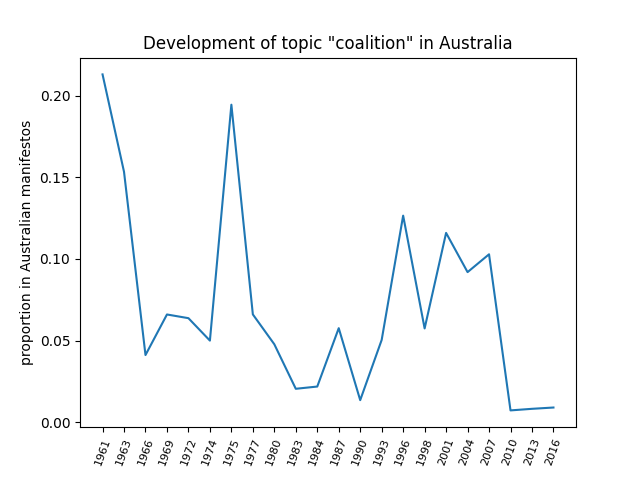 Development of topic "coalition" in Australia
proportion in Australian manifestos
0.20
0.15
0.10
0.05
0.00
1961 1963 1966 1969 1972 1974 1975 1977 1980 1983 1984 1987 1990 1993 1996 1998 2001 2004 2007 2010 2013 2016